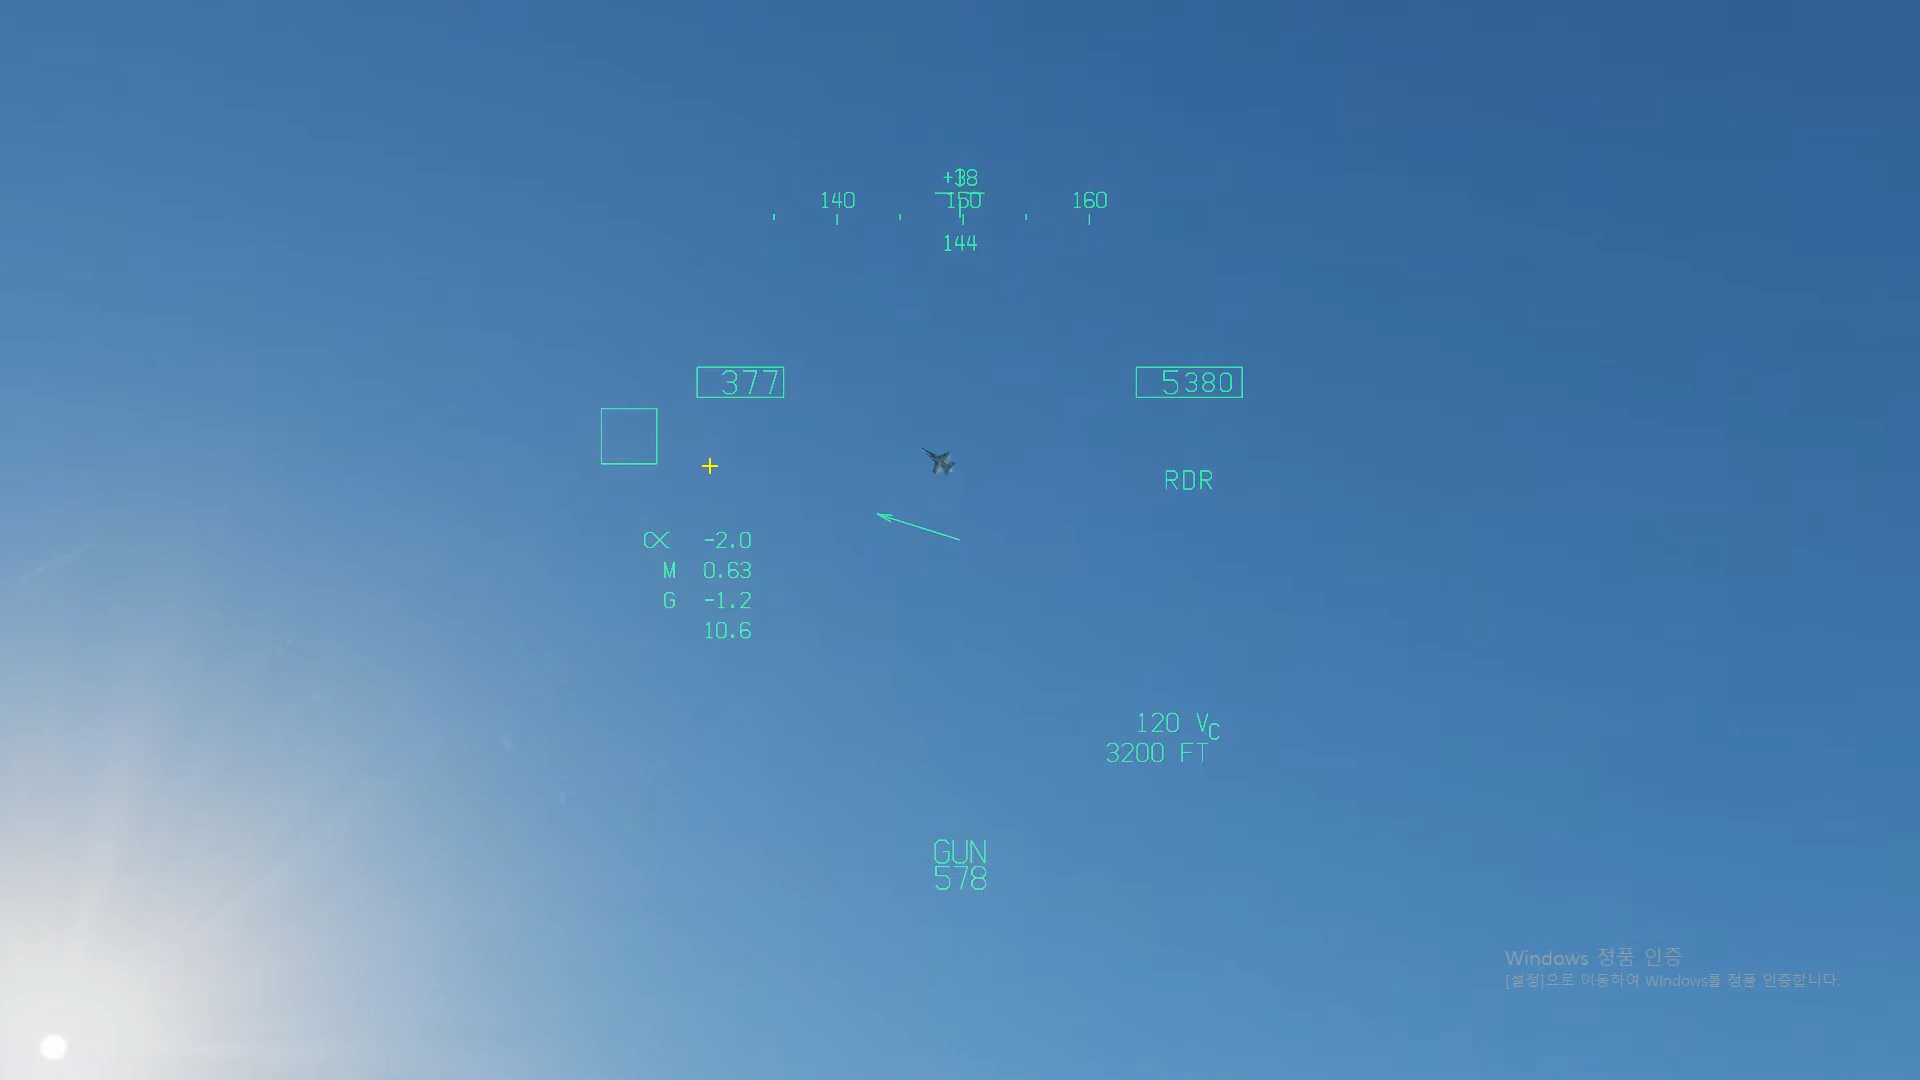 +38
140 150 160
144
377
5380
RDR
α -2.0
M 0.63
G -1.2
10.6
120 Vc
3200 FT
GUN
578
Windows 정품 인증
[설정]으로 이동하여 Windows를 정품 인증합니다.